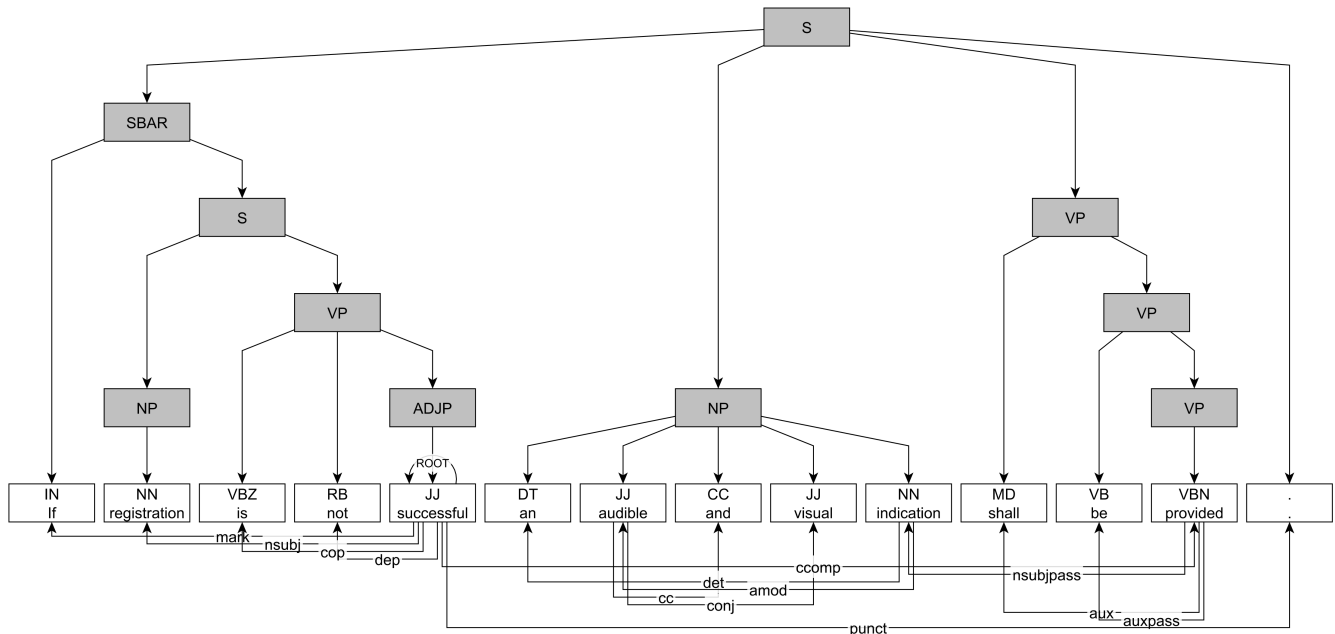 S
SBAR
S
VP
VP
VP
NP
ADJP
NP
VP
ROOT
IN NN VBZ RB JJ DT JJ CC JJ NN MD VB VBN .
If registration is not successful an audible and visual indication shall be provided .
mark
nsubj
cop
dep
ccomp
nsubjpass
det
amod
cc
conj
aux
auxpass
punct